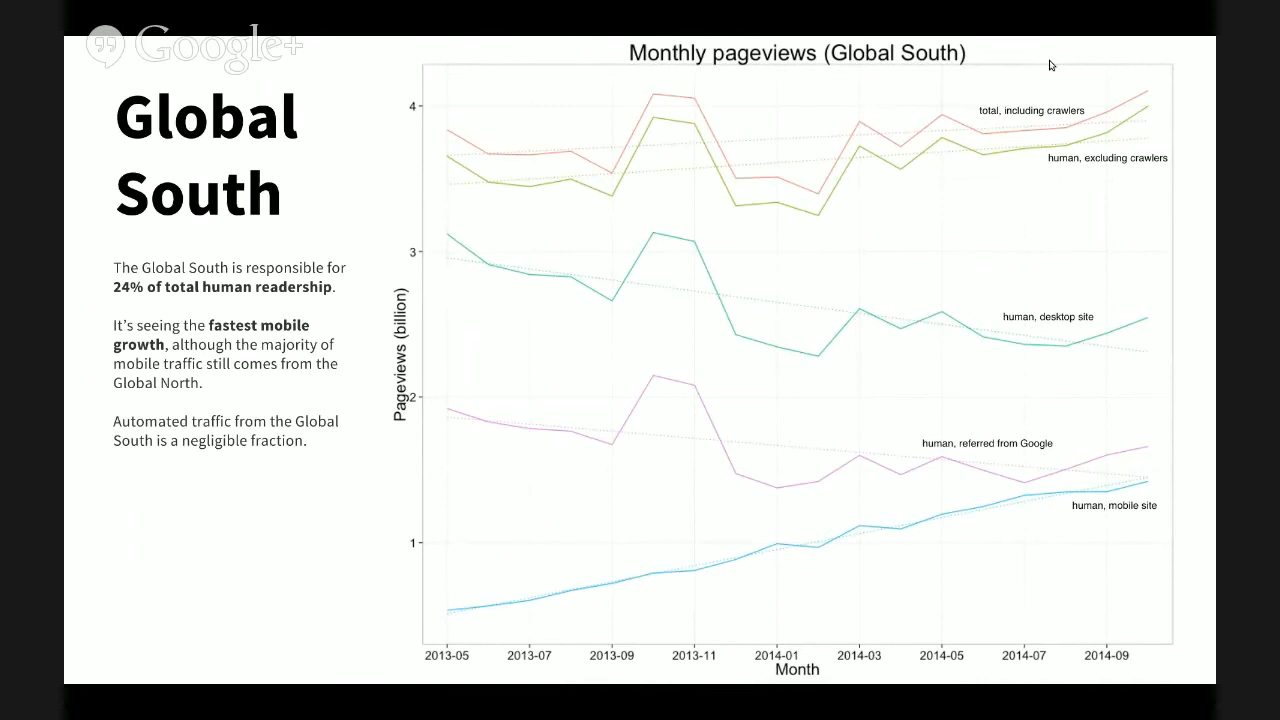 Google+
Global
South
The Global South is responsible for
24% of total human readership.
It's seeing the fastest mobile
growth, although the majority of
mobile traffic still comes from the
Global North.
Automated traffic from the Global
South is a negligible fraction.
Monthly pageviews (Global South)
total, including crawlers
human, excluding crawlers
human, desktop site
human, referred from Google
human, mobile site
Pageviews (billion)
4
3
2
1
2013-05 2013-07 2013-09 2013-11 2014-01 2014-03 2014-05 2014-07 2014-09
Month